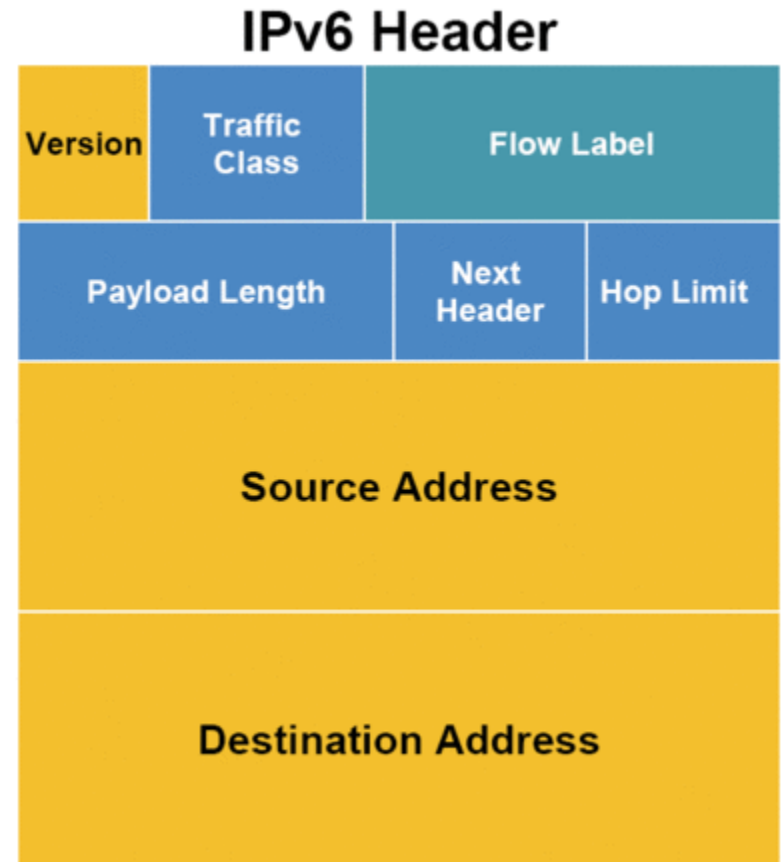 IPv6 Header
Version
Traffic
Class
Flow Label
Payload Length
Next
Header
Hop Limit
Source Address
Destination Address